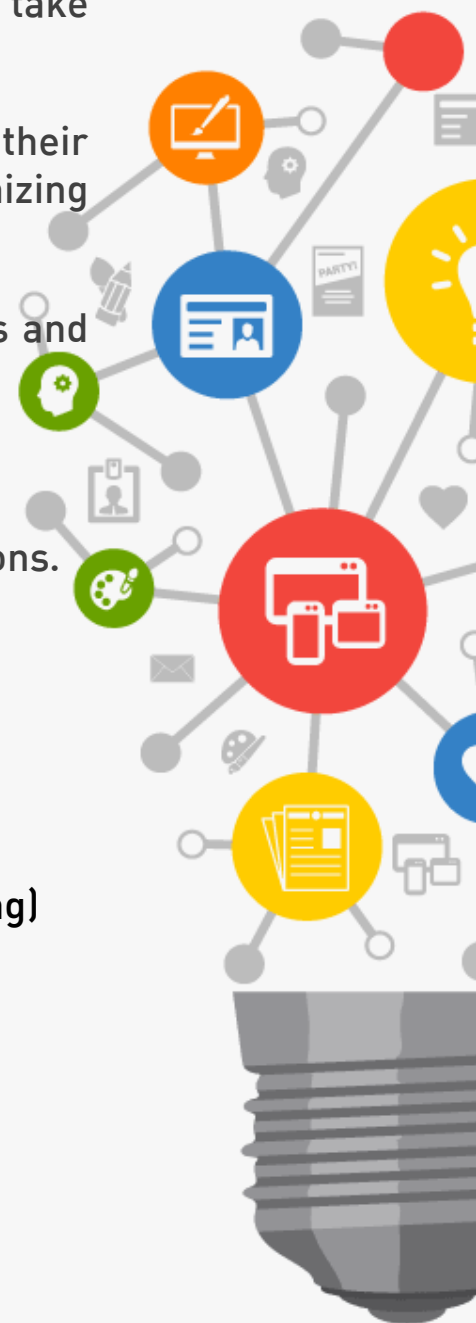 take
their
nizing
s and
ons.
PARTY!
ng)